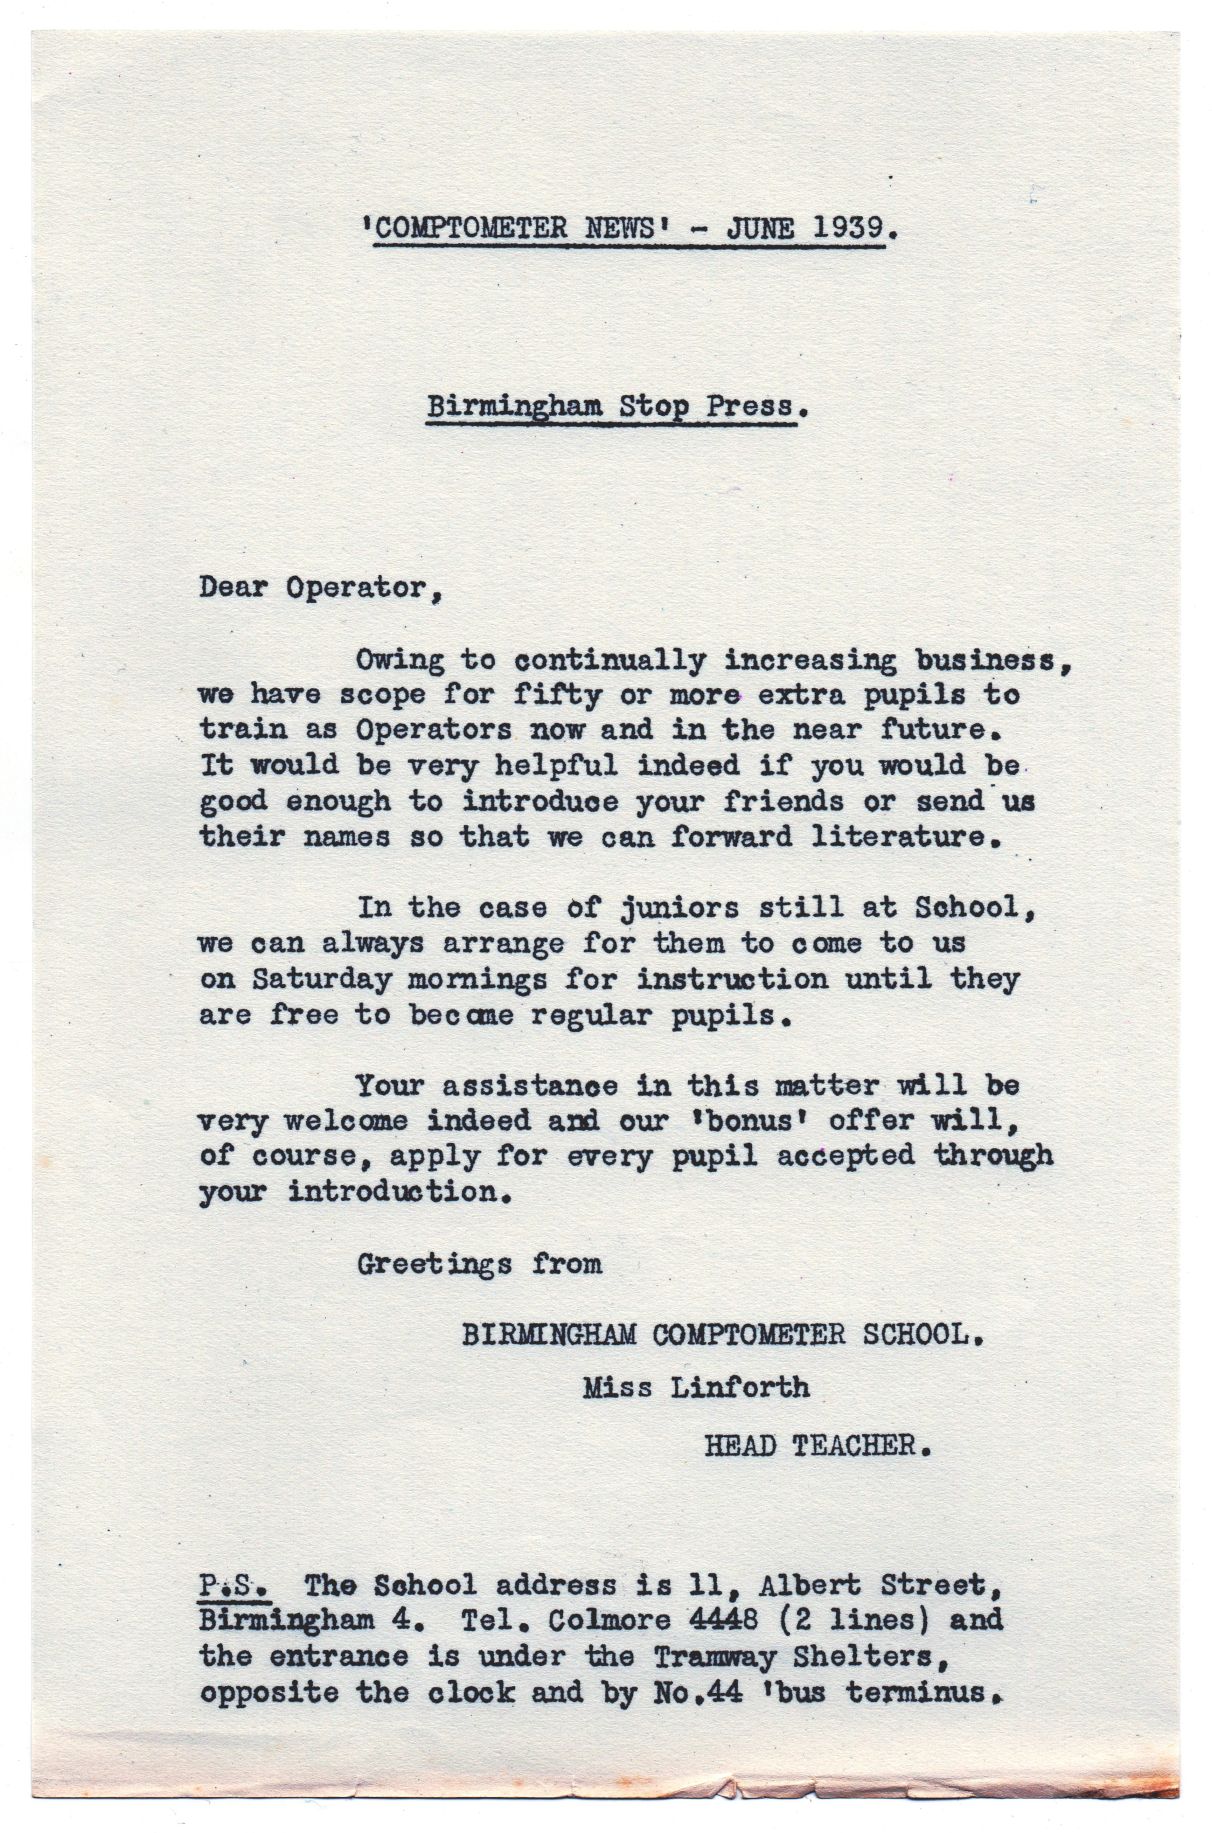 'COMPTOMETER NEWS' - JUNE 1939.
Birmingham Stop Press.
Dear Operator,
Owing to continually increasing business,
we have scope for fifty or more extra pupils to
train as Operators now and in the near future.
It would be very helpful indeed if you would be
good enough to introduce your friends or send us
their names so that we can forward literature.
In the case of juniors still at School,
we can always arrange for them to come to us
on Saturday mornings for instruction until they
are free to become regular pupils.
Your assistance in this matter will be
very welcome indeed and our 'bonus' offer will,
of course, apply for every pupil accepted through
your introduction.
Greetings from
BIRMINGHAM COMPTOMETER SCHOOL.
Miss Linforth
HEAD TEACHER.
P.S. The School address is 11, Albert Street,
Birmingham 4. Tel. Colmore 4448 (2 lines) and
the entrance is under the Tramway Shelters,
opposite the clock and by No.44 'bus terminus.